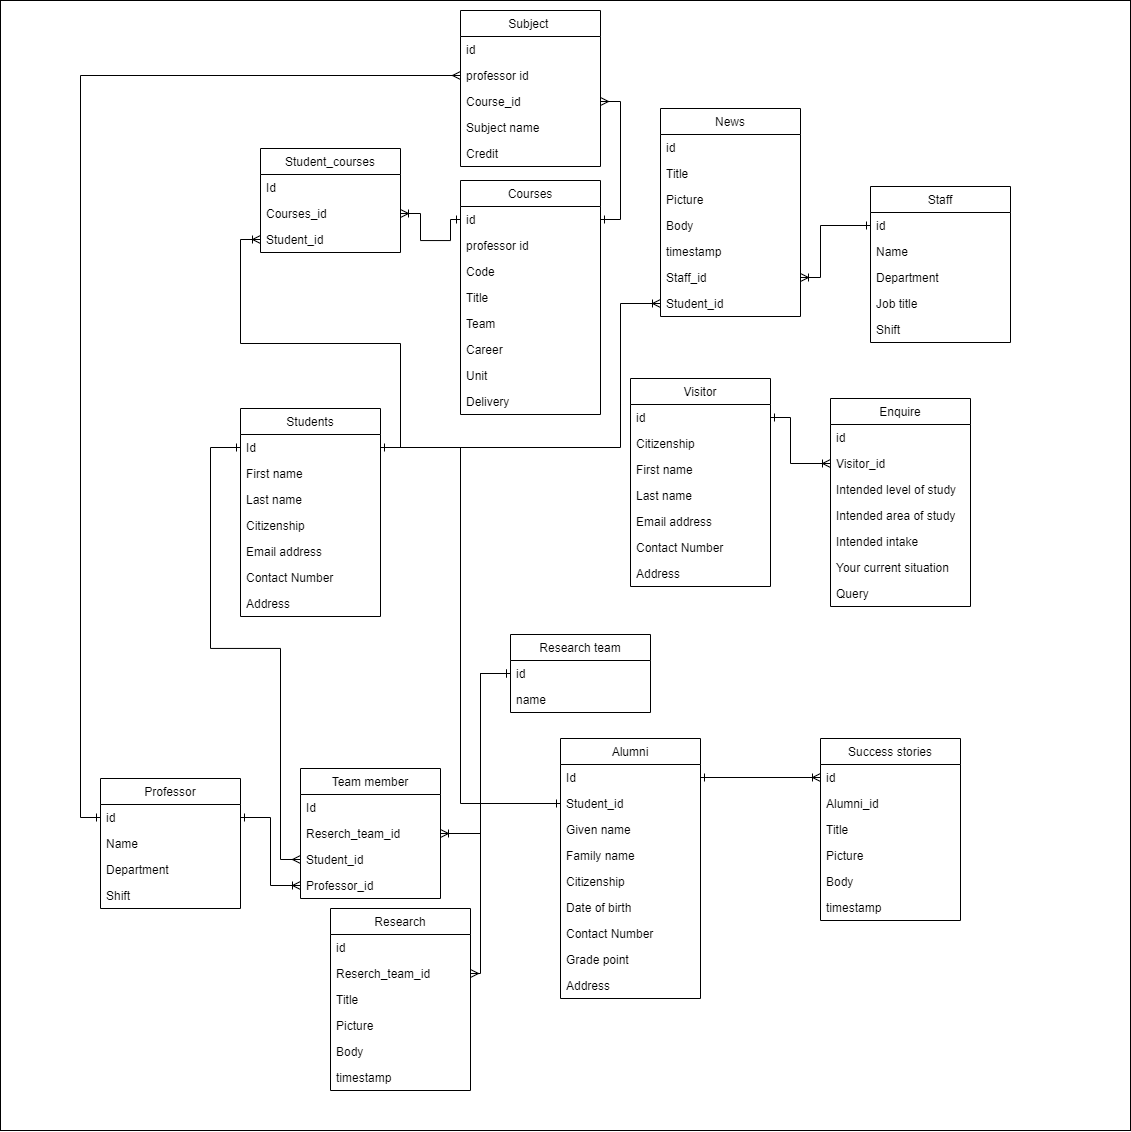 Subject
id
professor id
Course_id
Subject name
Credit
Student_courses
Id
Courses_id
Student_id
Courses
id
professor id
Code
Title
Team
Career
Unit
Delivery
News
id
Title
Picture
Body
timestamp
Staff_id
Student_id
Staff
id
Name
Department
Job title
Shift
Students
Id
First name
Last name
Citizenship
Email address
Contact Number
Address
Visitor
id
Citizenship
First name
Last name
Email address
Contact Number
Address
Enquire
id
Visitor_id
Intended level of study
Intended area of study
Intended intake
Your current situation
Query
Research team
id
name
Professor
id
Name
Department
Shift
Team member
Id
Reserch_team_id
Student_id
Professor_id
Alumni
Id
Student_id
Given name
Family name
Citizenship
Date of birth
Contact Number
Grade point
Address
Success stories
id
Alumni_id
Title
Picture
Body
timestamp
Research
id
Reserch_team_id
Title
Picture
Body
timestamp